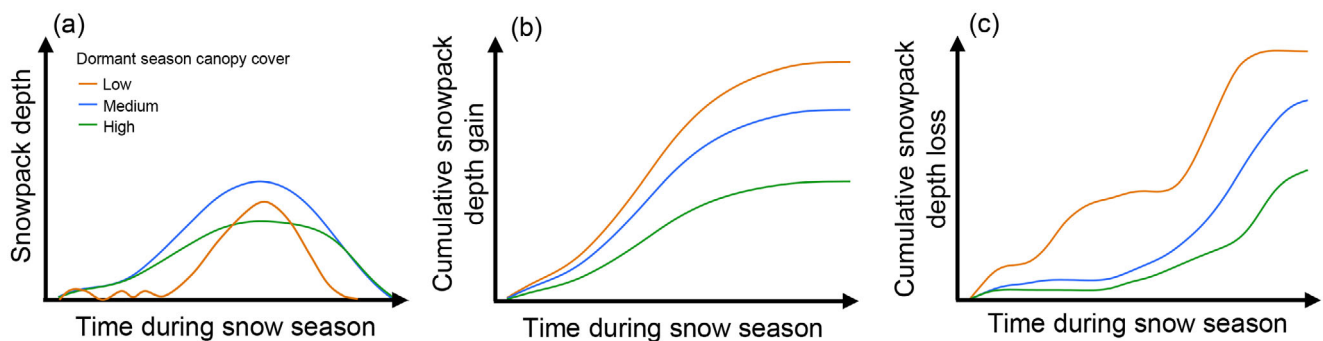 (a)
Snowpack depth
Dormant season canopy cover
Low
Medium
High
Time during snow season
(b)
Cumulative snowpack
depth gain
Time during snow season
(c)
Cumulative snowpack
depth loss
Time during snow season